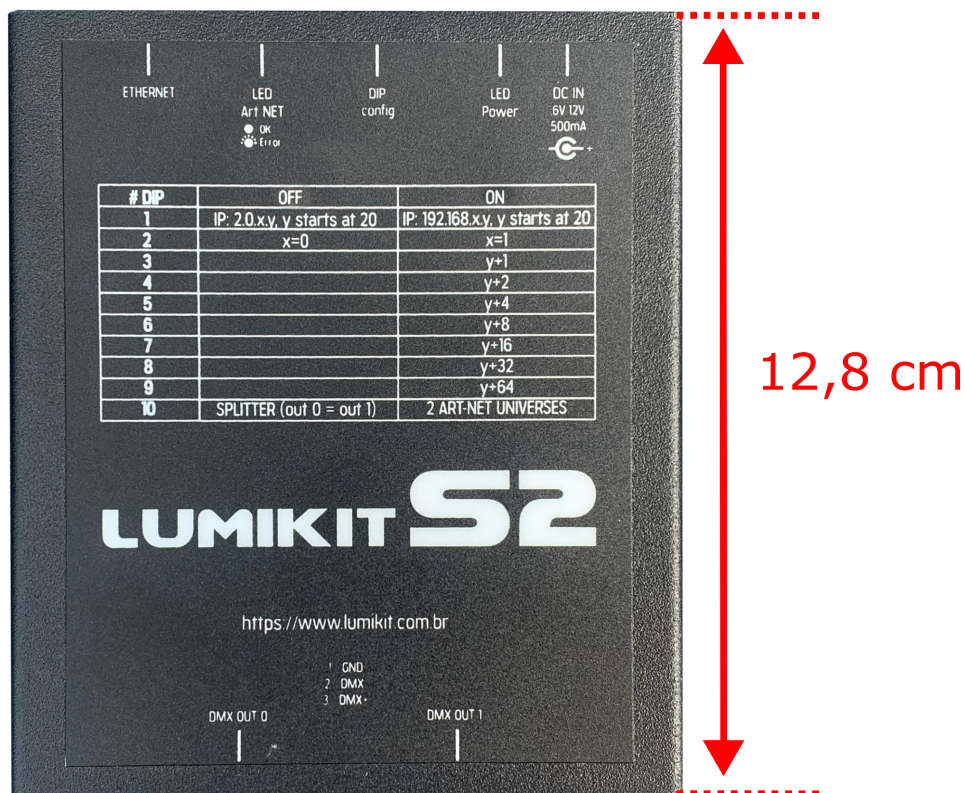 ETHERNET
LED
Art NET
OK
Error
DIP
config
LED
Power
DC IN
6V 12V
500mA
+
# DIP OFF ON
1 IP: 2.0.x.y, y starts at 20 IP: 192.168.x.y, y starts at 20
2 x=0 x=1
3 y+1
4 y+2
5 y+4
6 y+8
7 y+16
8 y+32
9 y+64
10 SPLITTER (out 0 = out 1) 2 ART-NET UNIVERSES
12,8 cm
LUMIKIT S2
https://www.lumikit.com.br
1 GND
2 DMX
3 DMX+
DMX OUT 0
DMX OUT 1